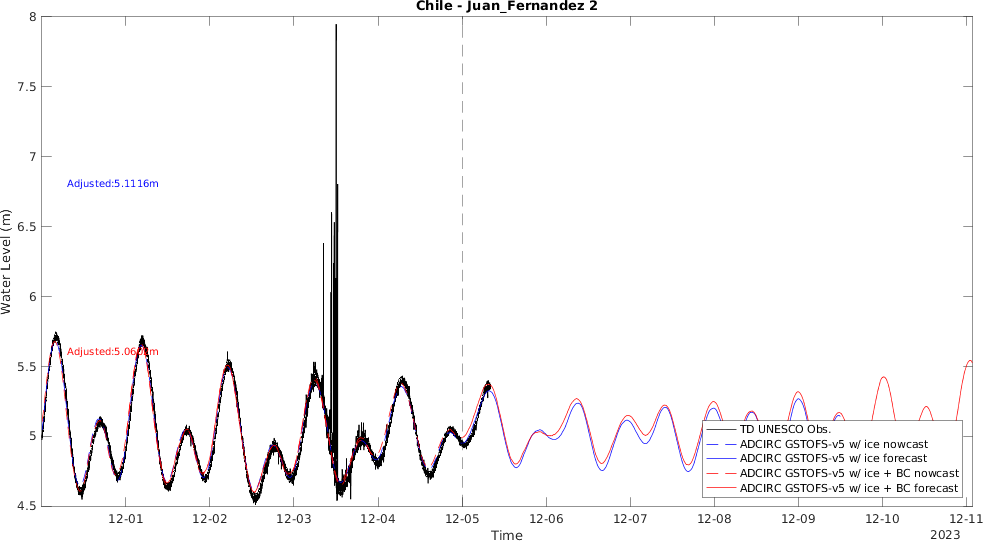 Chile - Juan_Fernandez 2
8
7.5
7
6.5
6
5.5
5
4.5
Water Level (m)
Adjusted:5.1116m
12-01
12-02
12-03
12-04
12-05
12-06
12-07
12-08
12-09
12-10
12-11
Time
2023
TD UNESCO Obs.
ADCIRC GSTOFS-v5 w/ ice nowcast
ADCIRC GSTOFS-v5 w/ ice forecast
ADCIRC GSTOFS-v5 w/ ice + BC nowcast
ADCIRC GSTOFS-v5 w/ ice + BC forecast